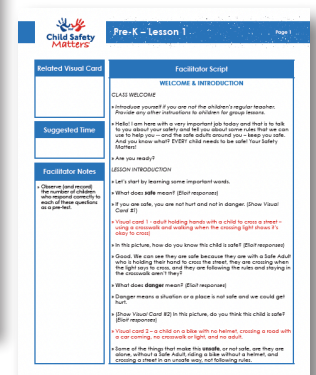 Child Safety
Matters
Pre-K – Lesson 1
Page 1
Related Visual Card
Suggested Time
Facilitator Notes
» Observe (and record)
the number of children
who respond correctly to
each of these questions
as a pre-test.
Facilitator Script
WELCOME & INTRODUCTION
CLASS WELCOME
» Introduce yourself if you are not the children's regular teacher.
Provide any other instructions to children for group lessons.
» Hello! I am here with a very important job today and that is to talk
to you about your safety and tell you about some rules that we can
use to help you -- and the safe adults around you – keep you safe.
And you know what? EVERY child needs to be safe! Your Safety
Matters!
» Are you ready?
LESSON INTRODUCTION
» Let's start by learning some important words.
» What does safe mean? (Elicit responses)
» If you are safe, you are not hurt and not in danger. (Show Visual
Card #1)
» Visual card 1 - adult holding hands with a child to cross a street –
using a crosswalk and walking when the crossing light shows it's
okay to cross)
» In this picture, how do you know this child is safe? (Elicit responses)
» Good. We can see they are safe because they are with a Safe Adult
who is holding their hand to cross the street, they are crossing when
the light says to cross, and they are following the rules and staying in
the crosswalk aren't they?
» What does danger mean? (Elicit responses)
» Danger means a situation or a place is not safe and we could get
hurt.
» (Show Visual Card #2) In this picture, do you think this child is safe?
(Elicit responses)
» Visual card 2 – a child on a bike with no helmet, crossing a road with
a car coming, no crosswalk or light, and no adult.
» Some of the things that make this unsafe, or not safe, are they are
alone, without a Safe Adult, riding a bike without a helmet, and
crossing a street in an unsafe way, not following rules.